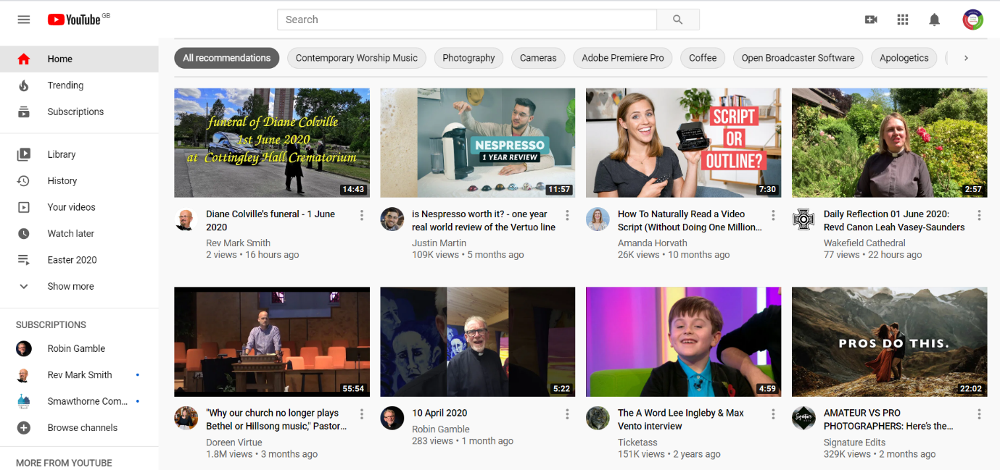 YouTube GB
Search
Home
Trending
Subscriptions
Library
History
Your videos
Watch later
Easter 2020
Show more
SUBSCRIPTIONS
Robin Gamble
Rev Mark Smith
Smawthorne Com...
Browse channels
MORE FROM YOUTUBE
All recommendations
Contemporary Worship Music
Photography
Cameras
Adobe Premiere Pro
Coffee
Open Broadcaster Software
Apologetics
funeral of Diane Colville
1st June 2020
at Cottingley Hall Crematorium
14:43
Diane Colville's funeral - 1 June
2020
Rev Mark Smith
2 views • 16 hours ago
NESPRESSO
1 YEAR REVIEW
11:57
is Nespresso worth it? - one year
real world review of the Vertuo line
Justin Martin
109K views • 5 months ago
SCRIPT
OR
OUTLINE?
7:30
How To Naturally Read a Video
Script (Without Doing One Million...
Amanda Horvath
26K views • 10 months ago
2:57
Daily Reflection 01 June 2020:
Revd Canon Leah Vasey-Saunders
Wakefield Cathedral
77 views • 22 hours ago
55:54
"Why our church no longer plays
Bethel or Hillsong music," Pastor...
Doreen Virtue
1.8M views • 3 months ago
5:22
10 April 2020
Robin Gamble
283 views • 1 month ago
4:59
The A Word Lee Ingleby & Max
Vento interview
Ticketass
151K views • 2 years ago
PROS DO THIS.
22:02
AMATEUR VS PRO
PHOTOGRAPHERS: Here's the...
Signature Edits
329K views • 2 months ago